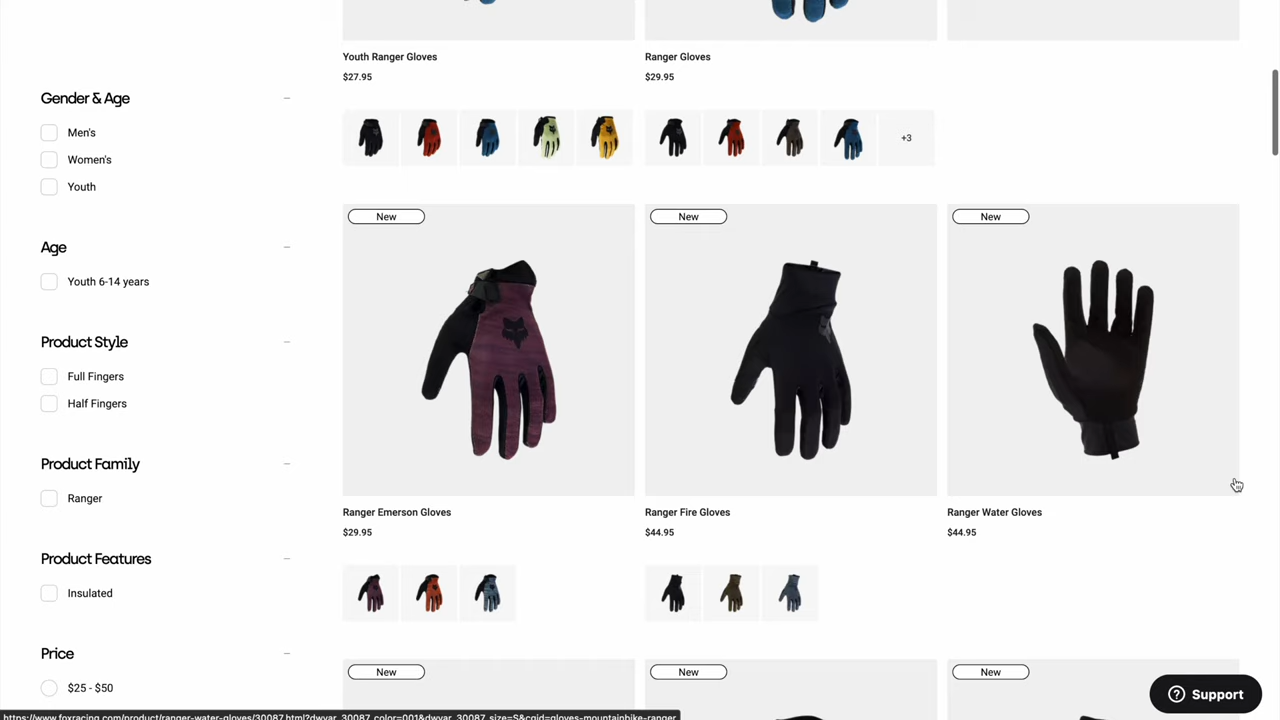 Youth Ranger Gloves
$27.95
Ranger Gloves
$29.95
+3
Gender & Age
Men's
Women's
Youth
Age
Youth 6-14 years
Product Style
Full Fingers
Half Fingers
Product Family
Ranger
Product Features
Insulated
Price
$25 - $50
New
Ranger Emerson Gloves
$29.95
New
Ranger Fire Gloves
$44.95
New
Ranger Water Gloves
$44.95
New
New
New
Support